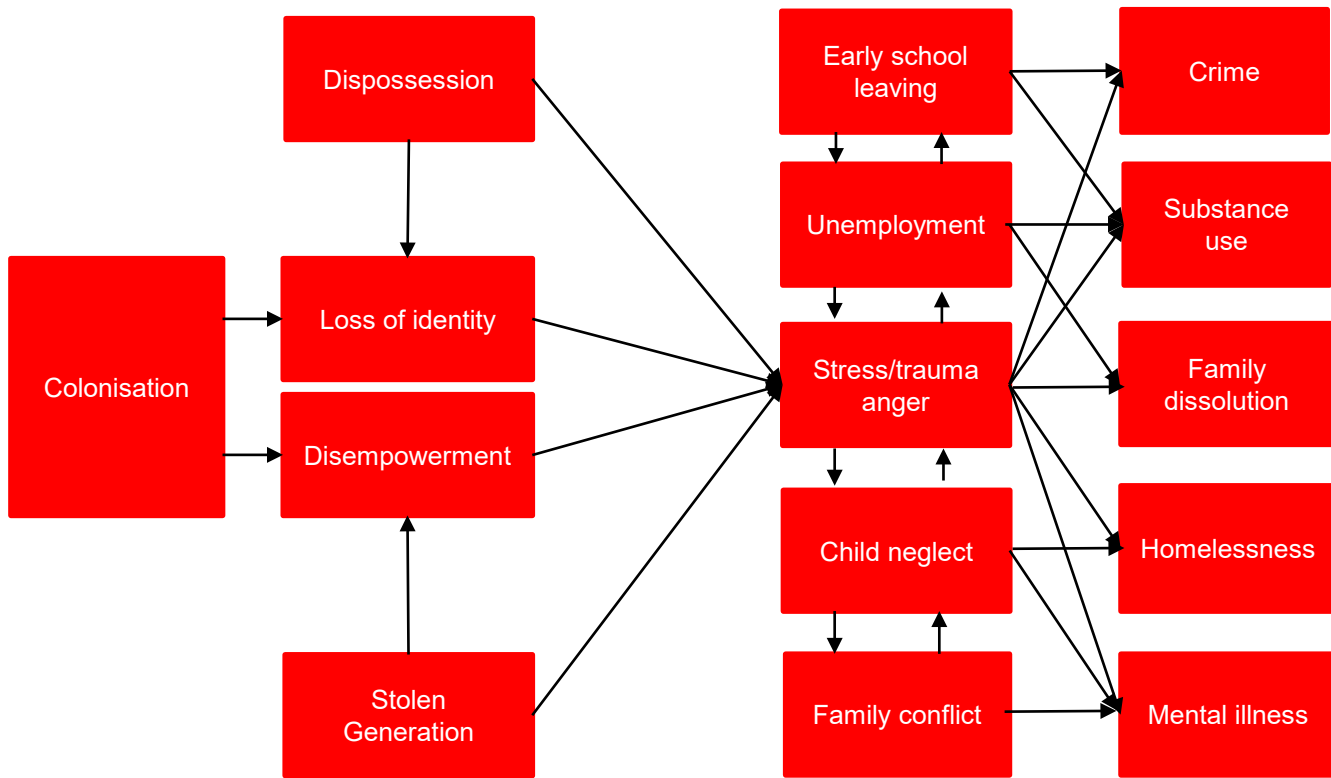 Colonisation
Dispossession
Loss of identity
Disempowerment
Stolen
Generation
Early school
leaving
Unemployment
Stress/trauma
anger
Child neglect
Family conflict
Crime
Substance
use
Family
dissolution
Homelessness
Mental illness